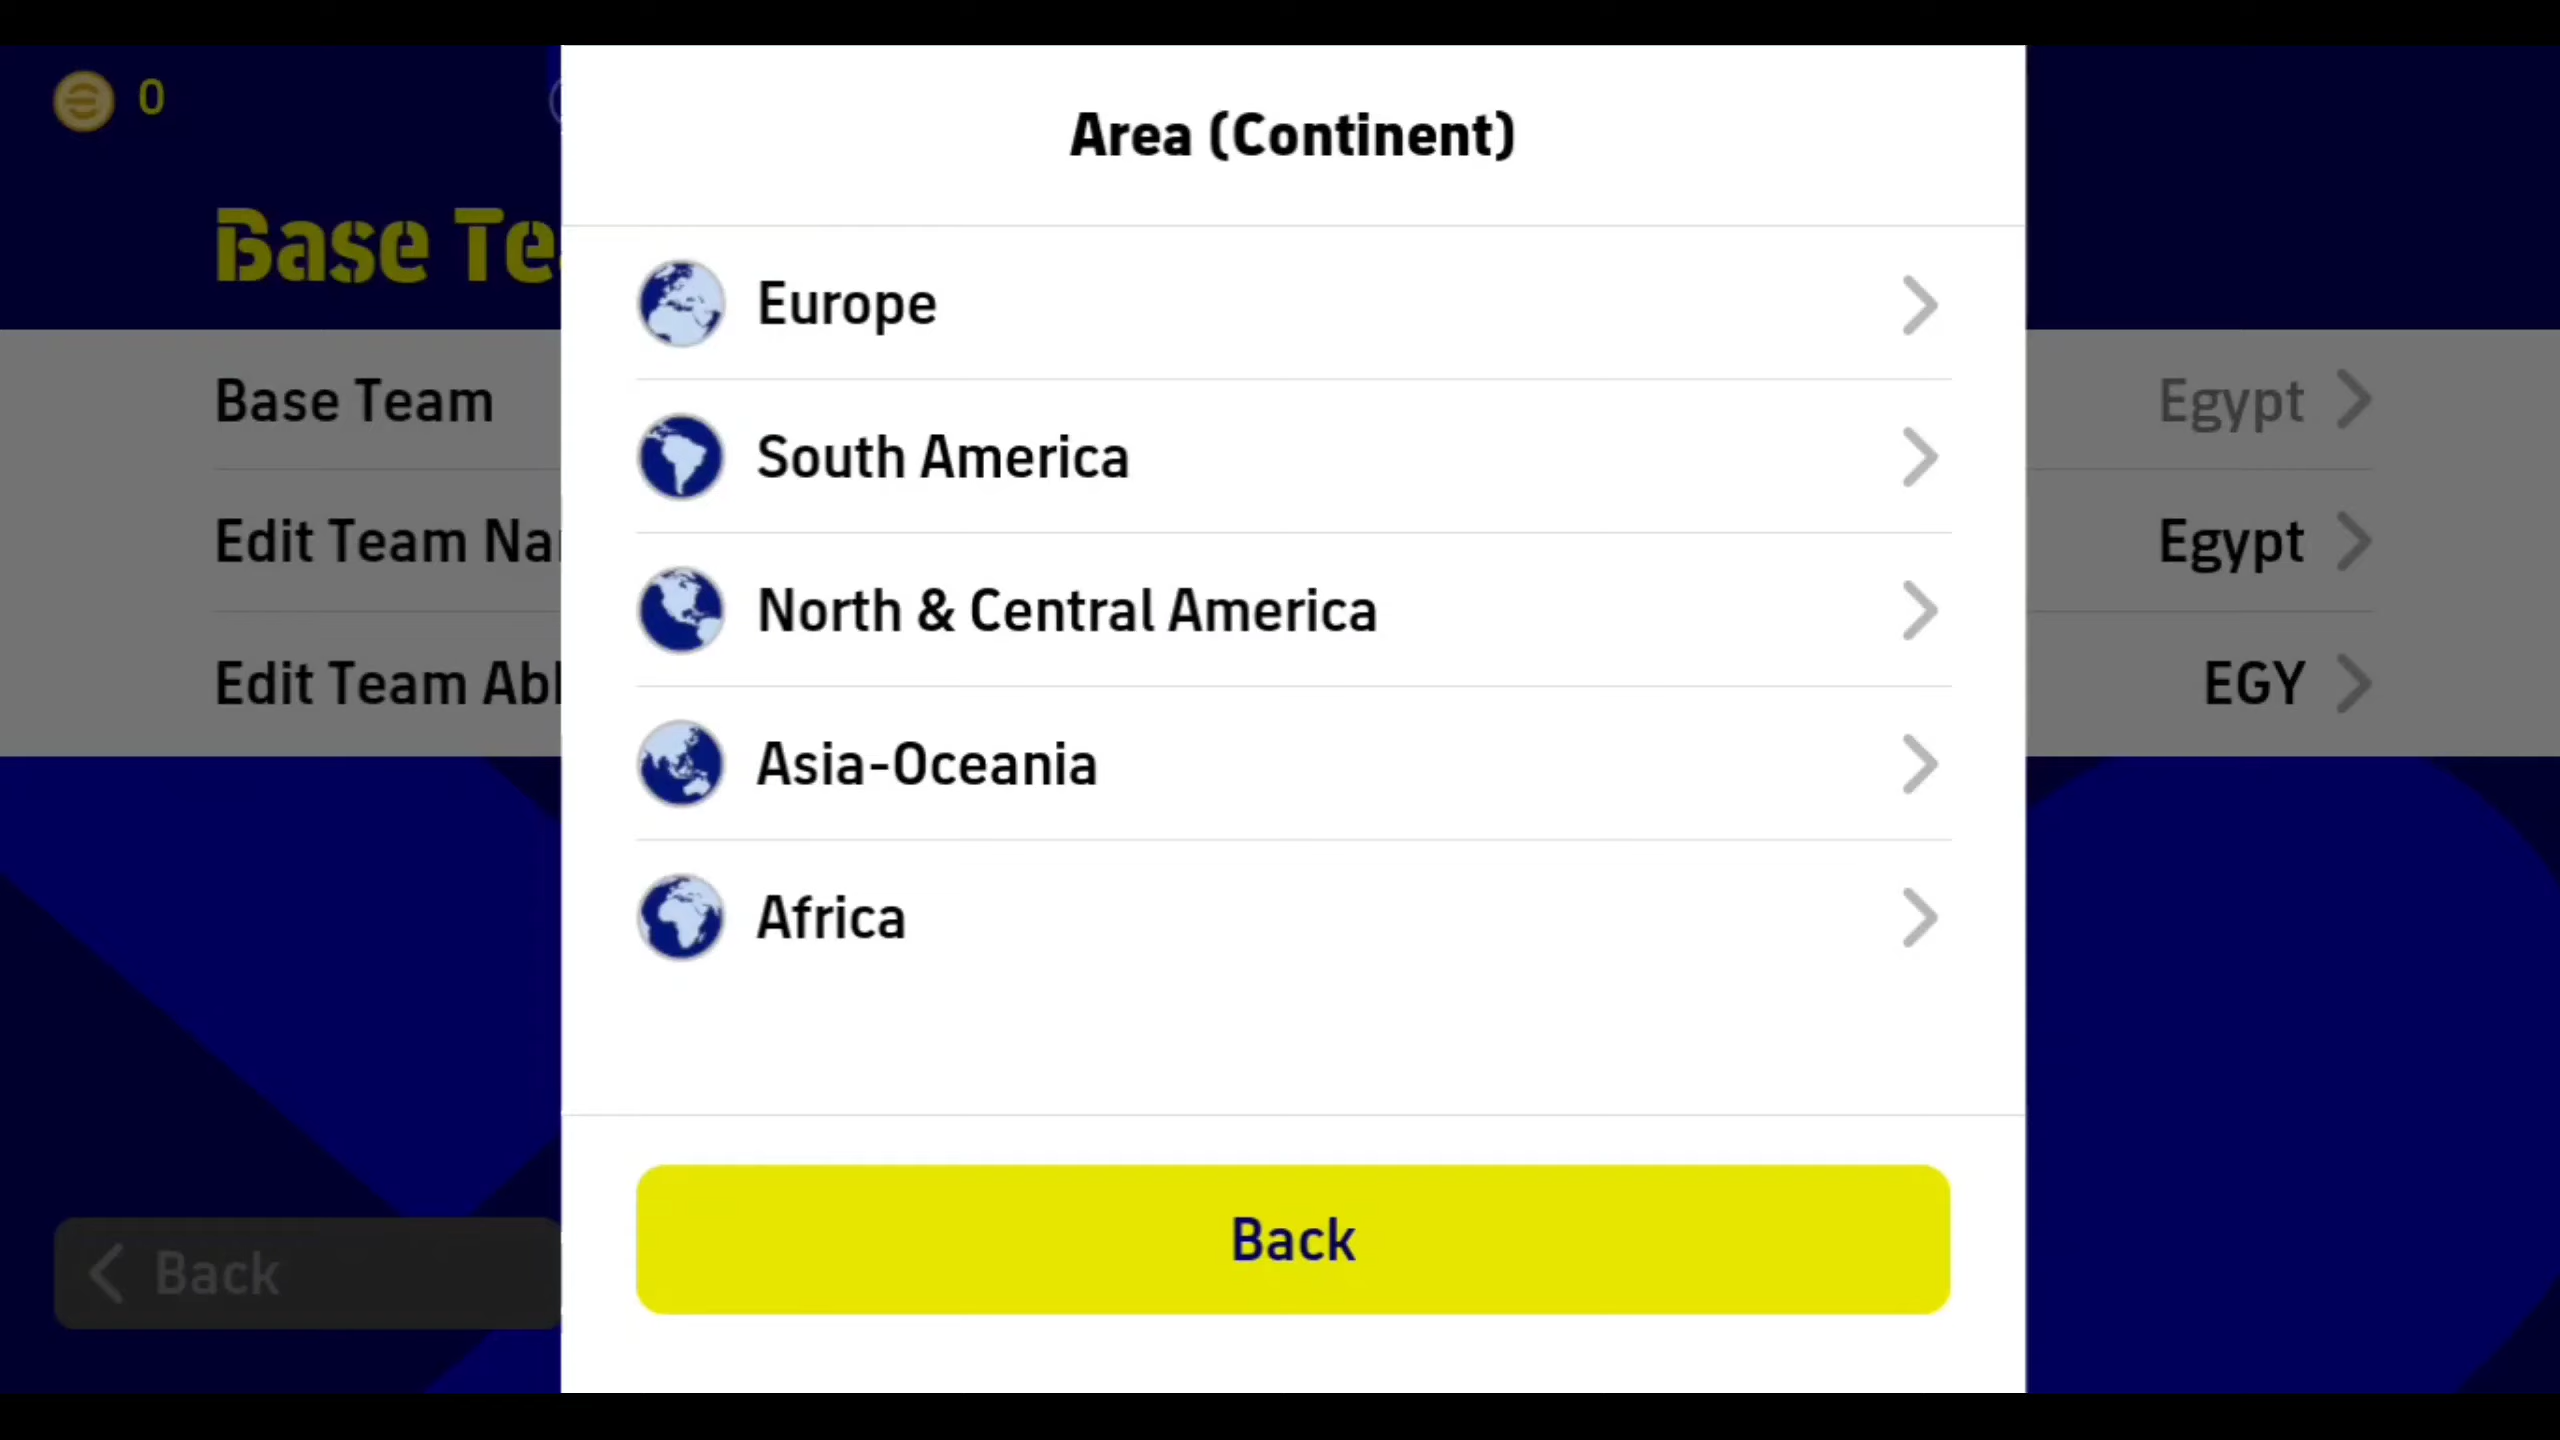 0
Area (Continent)
Base Te
Europe
Base Team
Egypt
South America
Edit Team Na
Egypt
North & Central America
Edit Team Ab
EGY
Asia-Oceania
Africa
Back
Back